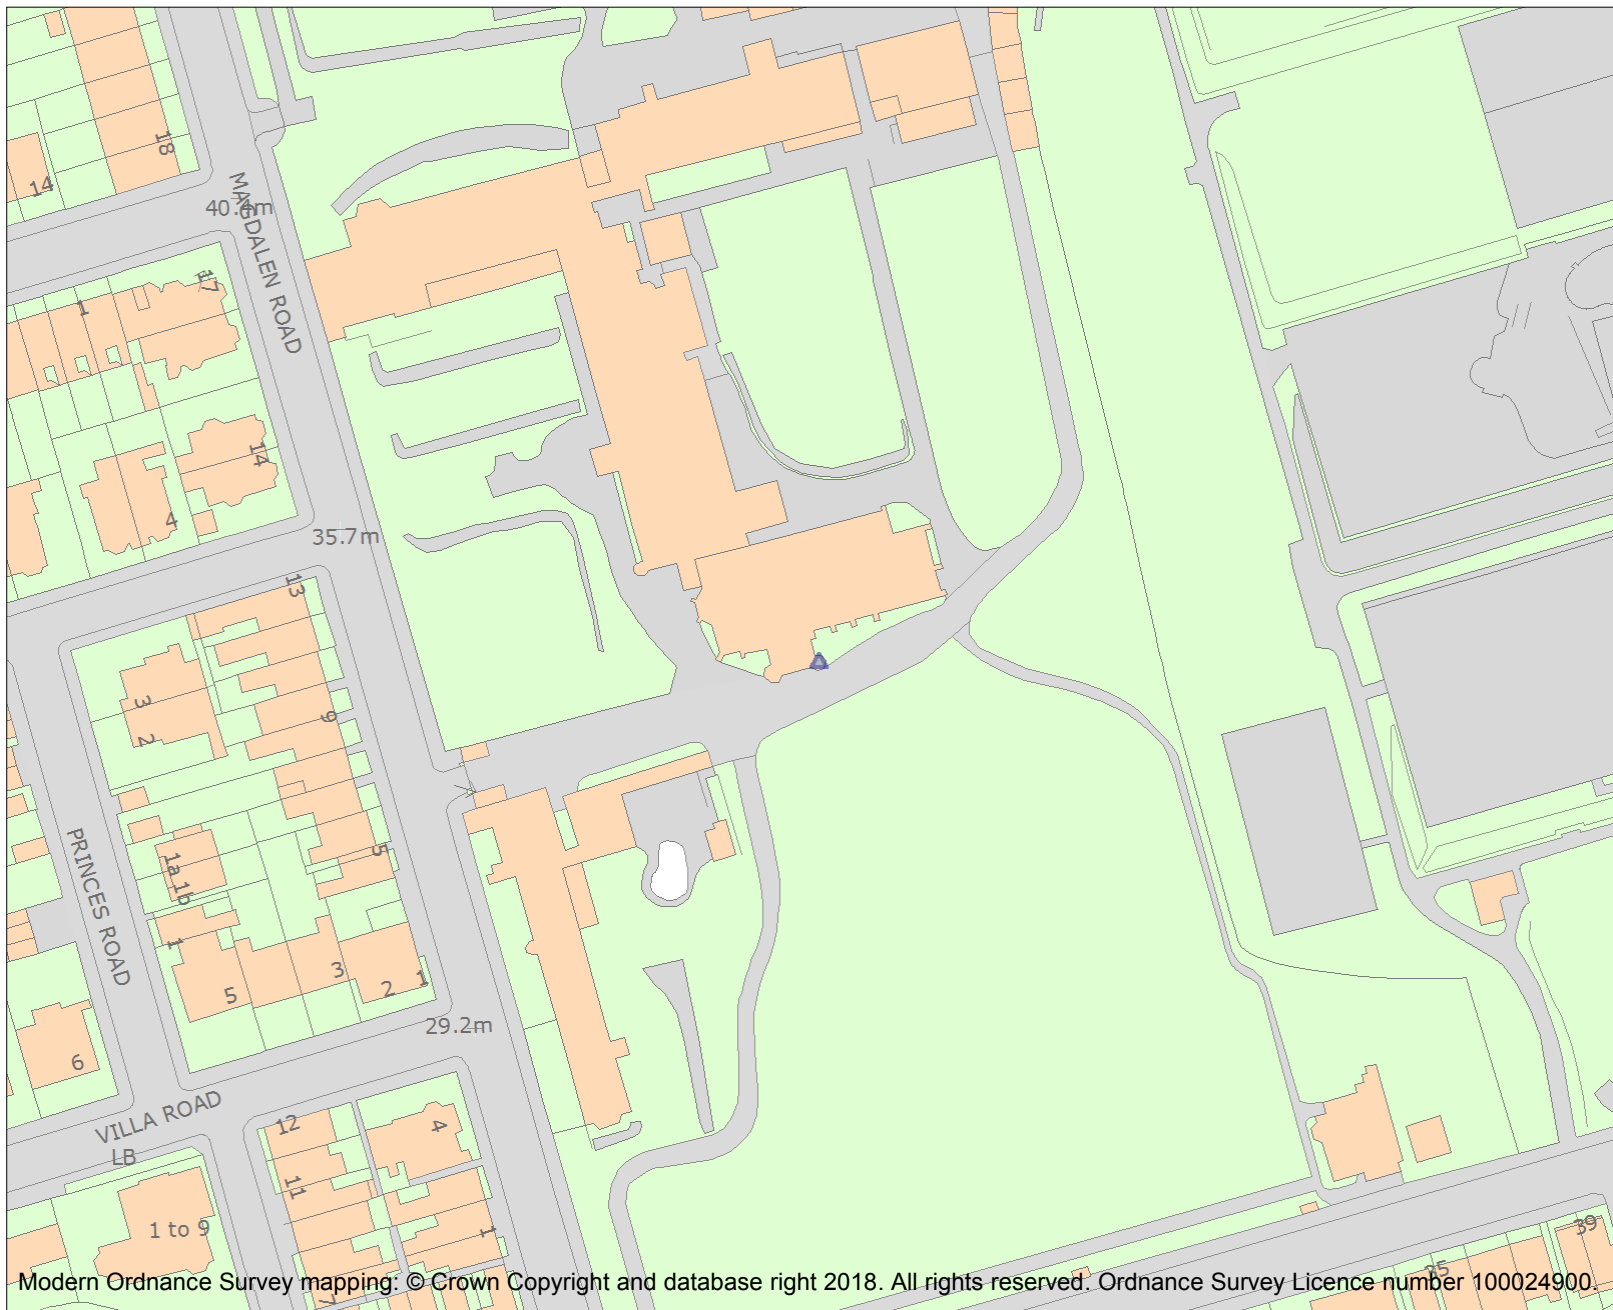 18
14
40.4m
MAGDALEN ROAD
17
1
14
4
35.7m
13
3
2
9
5
PRINCES ROAD
1a
1b
1
5
3
2
1
29.2m
6
VILLA ROAD
LB
12
4
11
1 to 9
1
39
35
7
Modern Ordnance Survey mapping: © Crown Copyright and database right 2018. All rights reserved. Ordnance Survey Licence number 100024900.